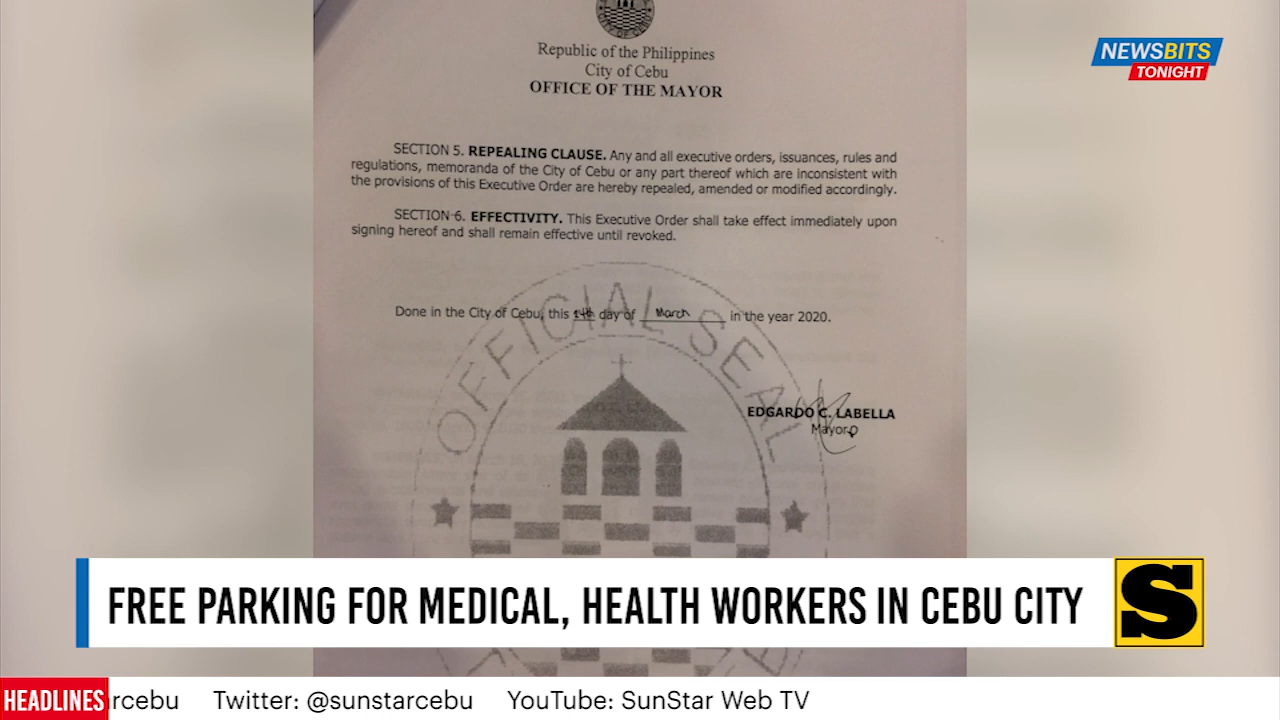 NEWSBITS
TONIGHT
Republic of the Philippines
City of Cebu
OFFICE OF THE MAYOR
SECTION 5. REPEALING CLAUSE. Any and all executive orders, issuances, rules and
regulations, memoranda of the City of Cebu or any part thereof which are inconsistent with
the provisions of this Executive Order are hereby repealed, amended or modified accordingly.
SECTION 6. EFFECTIVITY. This Executive Order shall take effect immediately upon
signing hereof and shall remain effective until revoked.
Done in the City of Cebu, this day of March in the year 2020.
OFFICIAL SEAL
EDGARDO C. LABELLA
Mayor
FREE PARKING FOR MEDICAL, HEALTH WORKERS IN CEBU CITY
S
HEADLINES rcebu Twitter: @sunstarcebu YouTube: SunStar Web TV